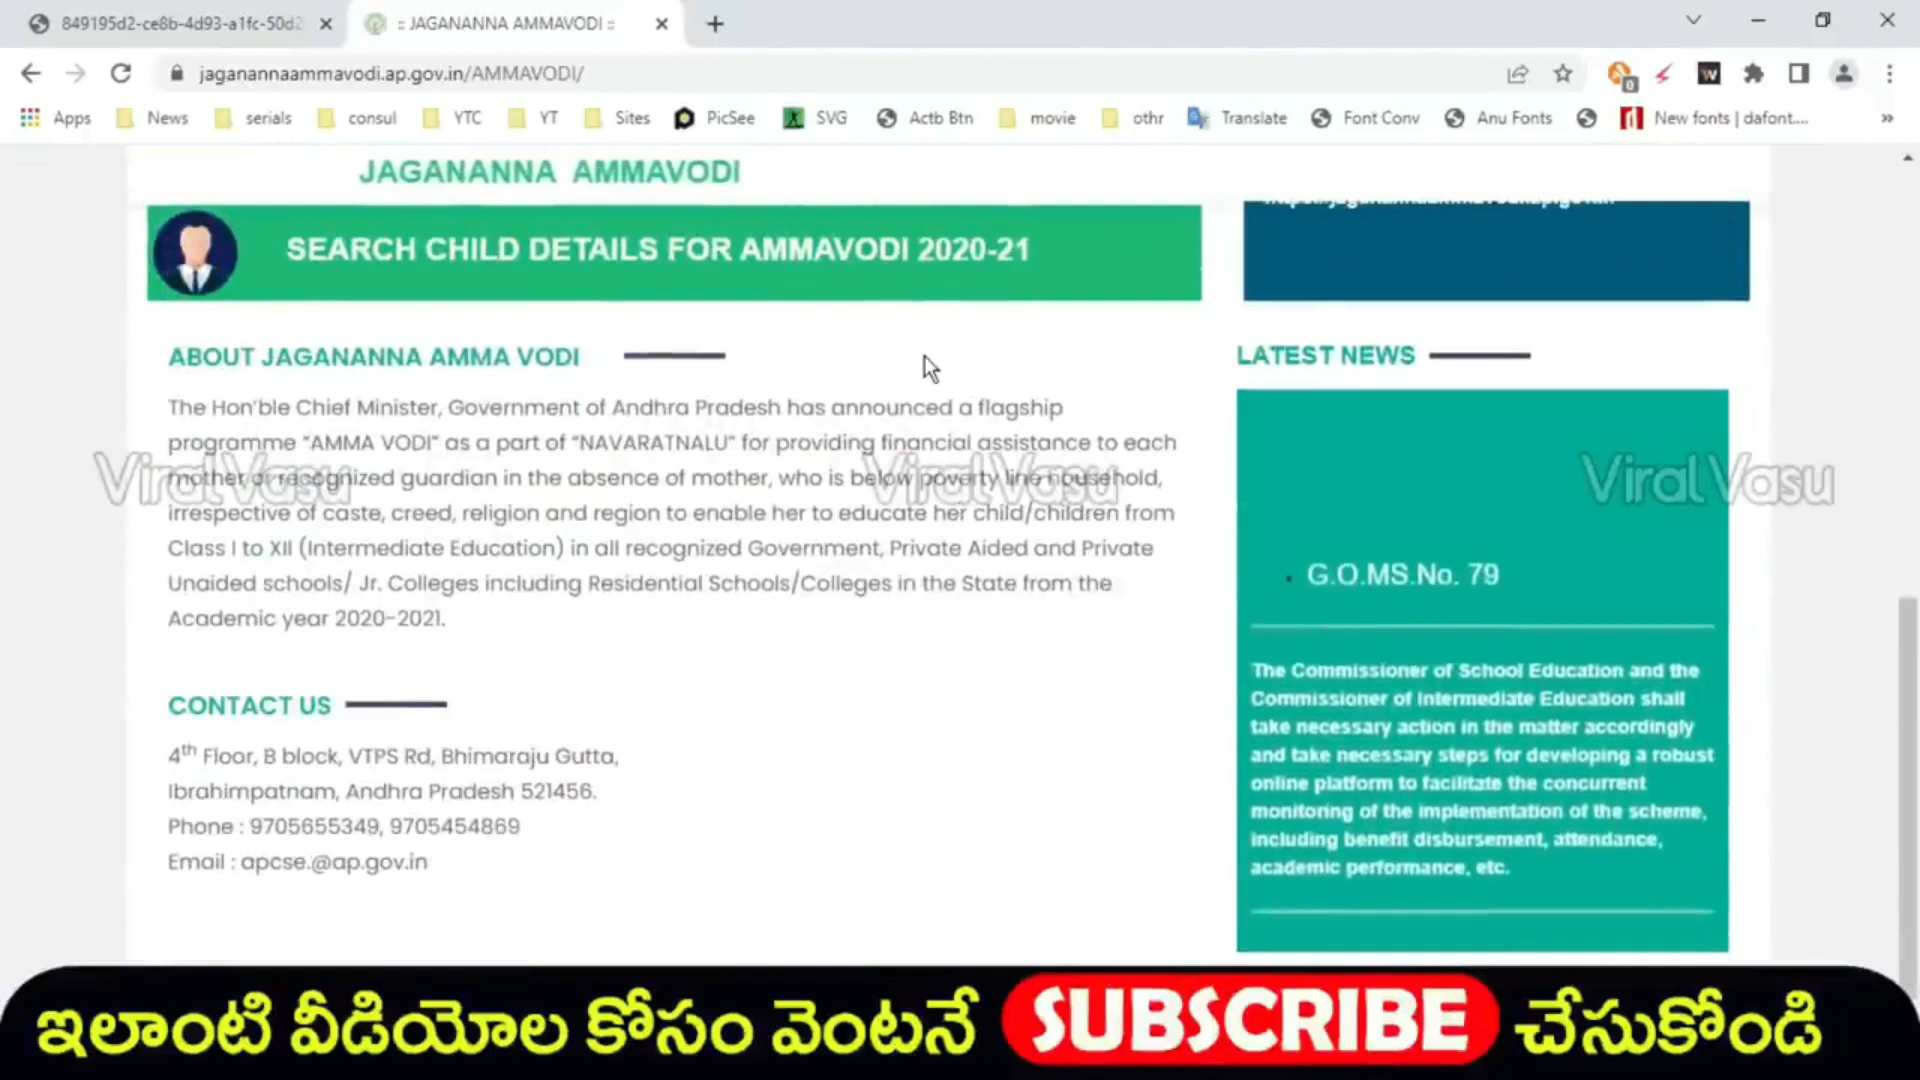 849195d2-ce8b-4d93-a1fc-50d2
:: JAGANANNA AMMAVODI ::
jaganannaammavodi.ap.gov.in/AMMAVODI/
0
Apps News serials consul YTC YT Sites PicSee SVG Actb Btn movie othr Translate Font Conv Anu Fonts New fonts | dafont....
JAGANANNA AMMAVODI
SEARCH CHILD DETAILS FOR AMMAVODI 2020-21
ABOUT JAGANANNA AMMA VODI
The Hon'ble Chief Minister, Government of Andhra Pradesh has announced a flagship
programme "AMMA VODI" as a part of "NAVARATNALU" for providing financial assistance to each
mother or recognized guardian in the absence of mother, who is below poverty line household,
irrespective of caste, creed, religion and region to enable her to educate her child/children from
Class I to XII (Intermediate Education) in all recognized Government, Private Aided and Private
Unaided schools/ Jr. Colleges including Residential Schools/Colleges in the State from the
Academic year 2020-2021.
Viral Vasu
Viral Vasu
Viral Vasu
CONTACT US
4th Floor, B block, VTPS Rd, Bhimaraju Gutta,
Ibrahimpatnam, Andhra Pradesh 521456.
Phone : 9705655349, 9705454869
Email : apcse.@ap.gov.in
LATEST NEWS
G.O.MS.No. 79
The Commissioner of School Education and the
Commissioner of Intermediate Education shall
take necessary action in the matter accordingly
and take necessary steps for developing a robust
online platform to facilitate the concurrent
monitoring of the implementation of the scheme,
including benefit disbursement, attendance,
academic performance, etc.
ఇలాంటి వీడియోల కోసం వెంటనే SUBSCRIBE చేసుకోండి